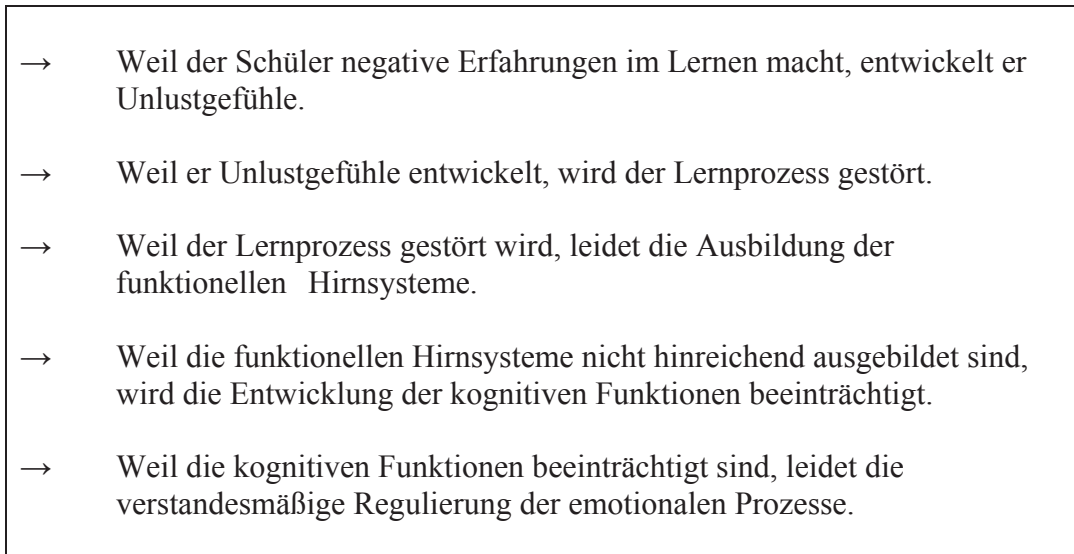 → Weil der Schüler negative Erfahrungen im Lernen macht, entwickelt er
Unlustgefühle.
→ Weil er Unlustgefühle entwickelt, wird der Lernprozess gestört.
→ Weil der Lernprozess gestört wird, leidet die Ausbildung der
funktionellen Hirnsysteme.
→ Weil die funktionellen Hirnsysteme nicht hinreichend ausgebildet sind,
wird die Entwicklung der kognitiven Funktionen beeinträchtigt.
→ Weil die kognitiven Funktionen beeinträchtigt sind, leidet die
verstandesmäßige Regulierung der emotionalen Prozesse.